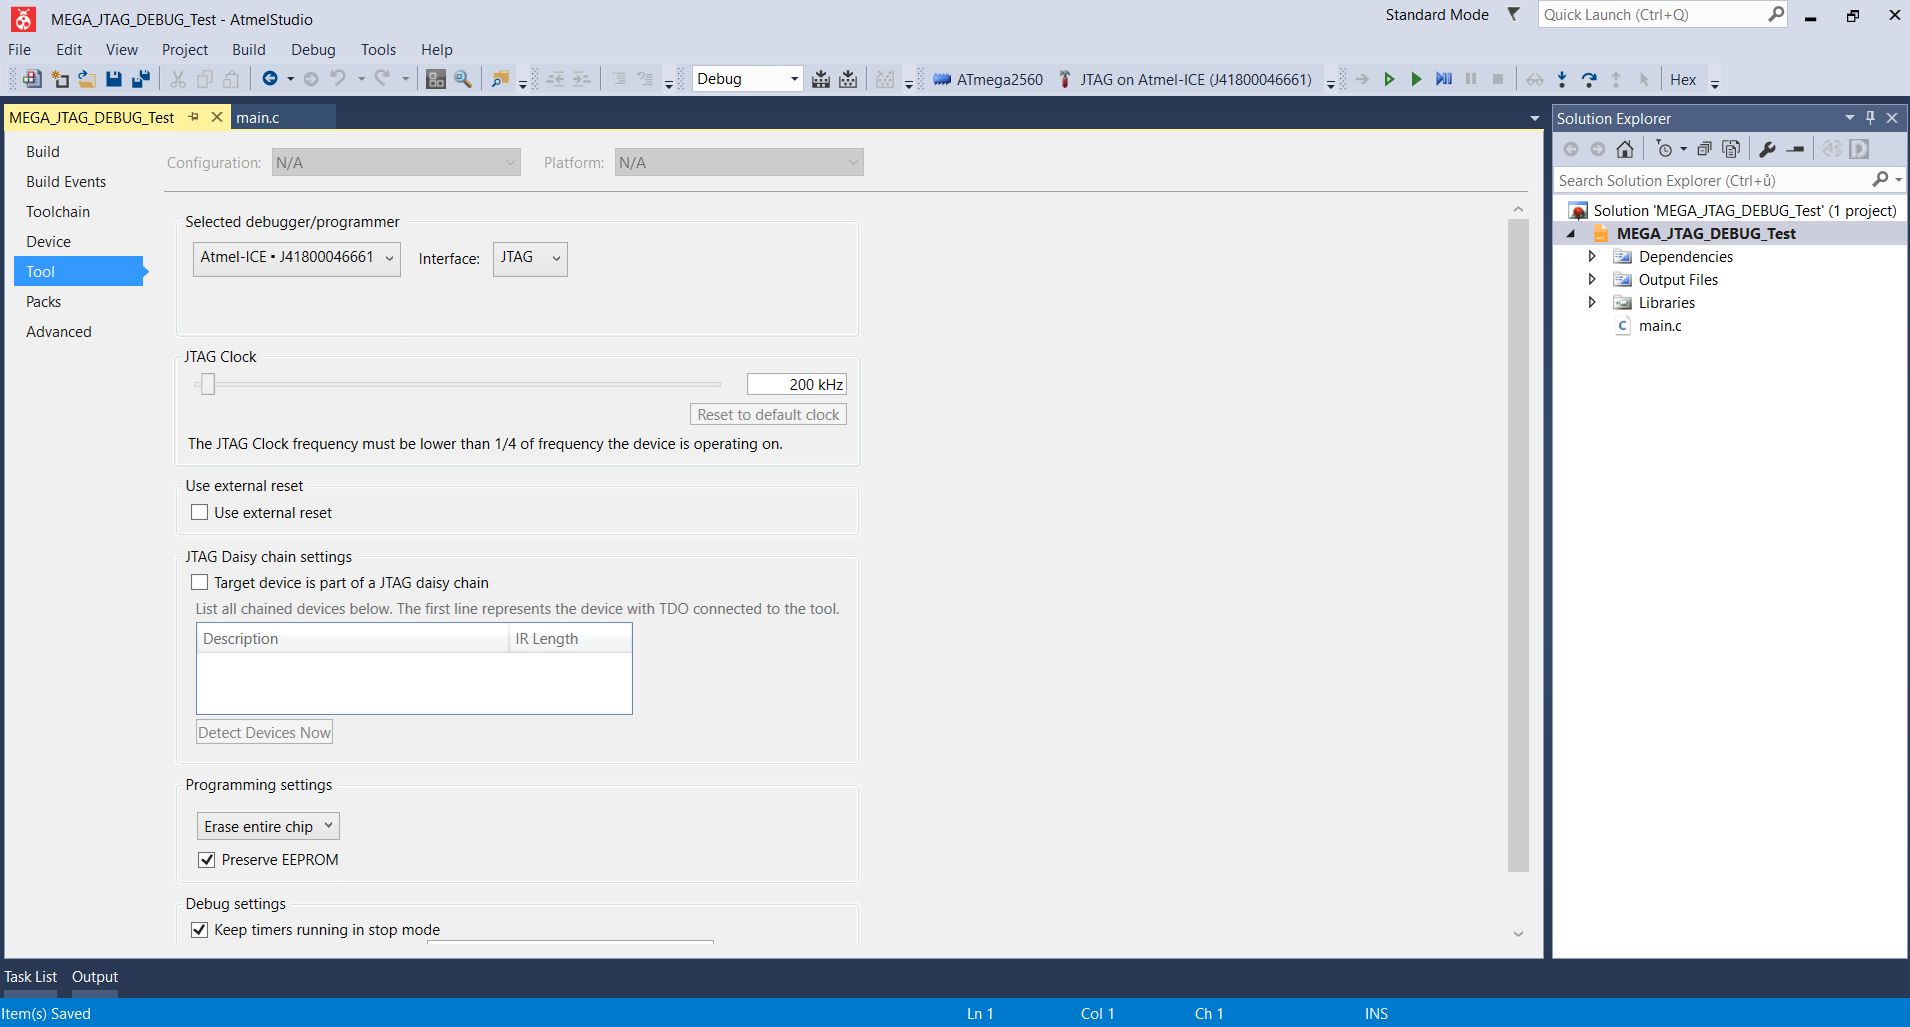 MEGA_JTAG_DEBUG_Test - AtmelStudio
Standard Mode
Quick Launch (Ctrl+Q)
File Edit View Project Build Debug Tools Help
Debug
ATmega2560
JTAG on Atmel-ICE (J41800046661)
Hex
MEGA_JTAG_DEBUG_Test
main.c
Build
Build Events
Toolchain
Device
Tool
Packs
Advanced
Configuration: N/A Platform: N/A
Selected debugger/programmer
Atmel-ICE • J41800046661 Interface: JTAG
JTAG Clock
200 kHz
Reset to default clock
The JTAG Clock frequency must be lower than 1/4 of frequency the device is operating on.
Use external reset
Use external reset
JTAG Daisy chain settings
Target device is part of a JTAG daisy chain
List all chained devices below. The first line represents the device with TDO connected to the tool.
Description IR Length
Detect Devices Now
Programming settings
Erase entire chip
Preserve EEPROM
Debug settings
Keep timers running in stop mode
Solution Explorer
Search Solution Explorer (Ctrl+ů)
Solution 'MEGA_JTAG_DEBUG_Test' (1 project)
MEGA_JTAG_DEBUG_Test
Dependencies
Output Files
Libraries
C main.c
Task List Output
Item(s) Saved
Ln 1 Col 1 Ch 1 INS